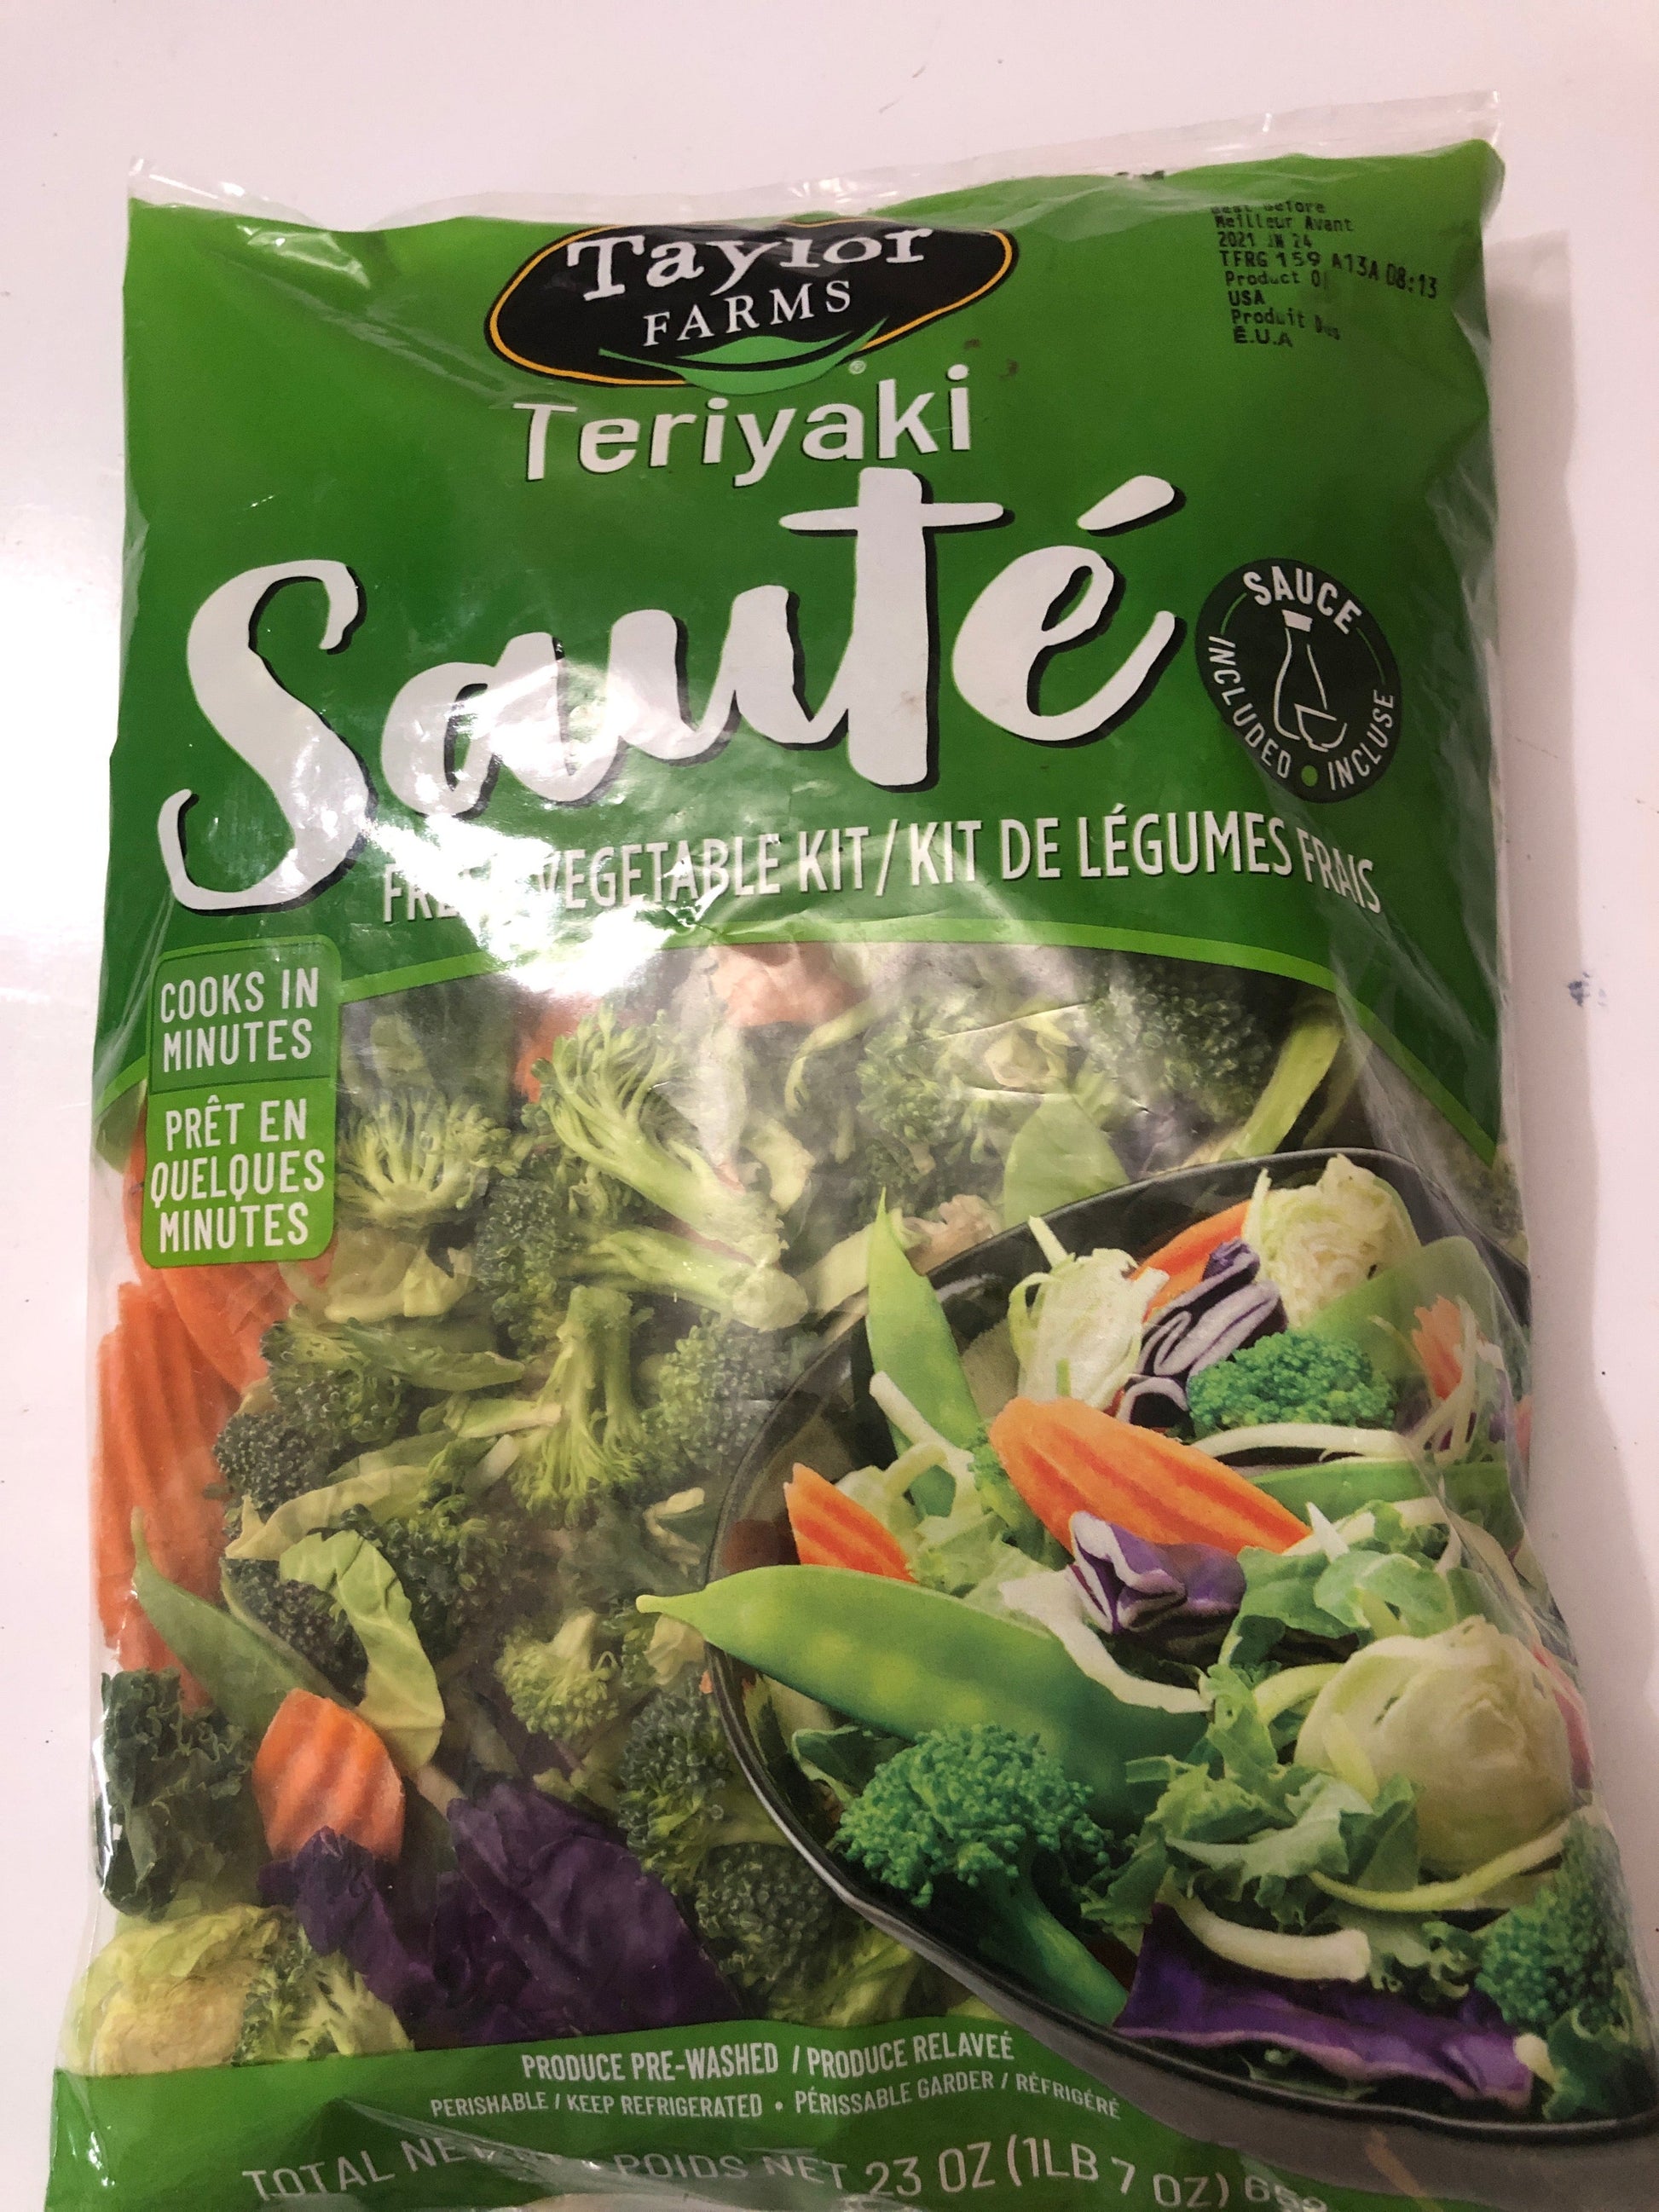 Taylor
FARMS
®
Best Before
Meilleur Avant
2021 JN 24
TFRG 159 A13A 08:13
Product
USA
Produit Des
É.U.A
Teriyaki
Sauté
SAUCE
INCLUDED • INCLUSE
FRESH VEGETABLE KIT / KIT DE LÉGUMES FRAIS
COOKS IN
MINUTES
PRÊT EN
QUELQUES
MINUTES
PRODUCE PRE-WASHED / PRODUCE RELAVEÉ
PERISHABLE / KEEP REFRIGERATED • PÉRISSABLE GARDER / RÉFRIGÉRÉ
TOTAL NET POIDS NET 23 OZ (1LB 7 OZ)